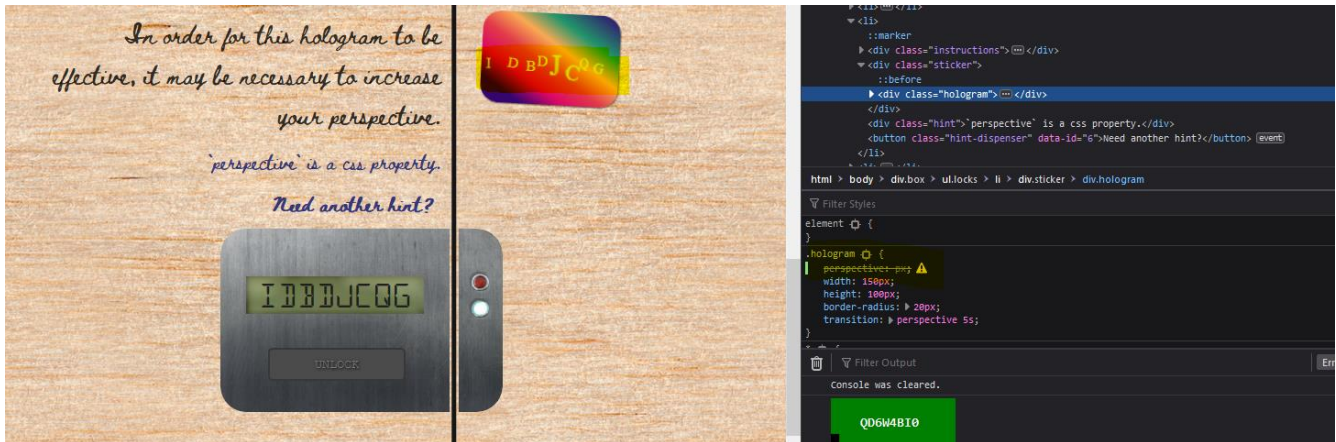 In order for this hologram to be
effective, it may be necessary to increase
your perspective.
`perspective` is a css property.
Need another hint?
I D B D J C Q G
IDBDJCQG
UNLOCK
<li>
::marker
<div class="instructions"></div>
<div class="sticker">
::before
<div class="hologram"></div>
</div>
<div class="hint">`perspective` is a css property.</div>
<button class="hint-dispenser" data-id="6">Need another hint?</button> event
</li>
html > body > div.box > ul.locks > li > div.sticker > div.hologram
Filter Styles
element {
}
.hologram {
perspective: px;
width: 150px;
height: 100px;
border-radius: 20px;
transition: perspective 5s;
}
Filter Output
Err
Console was cleared.
QD6W4BI0